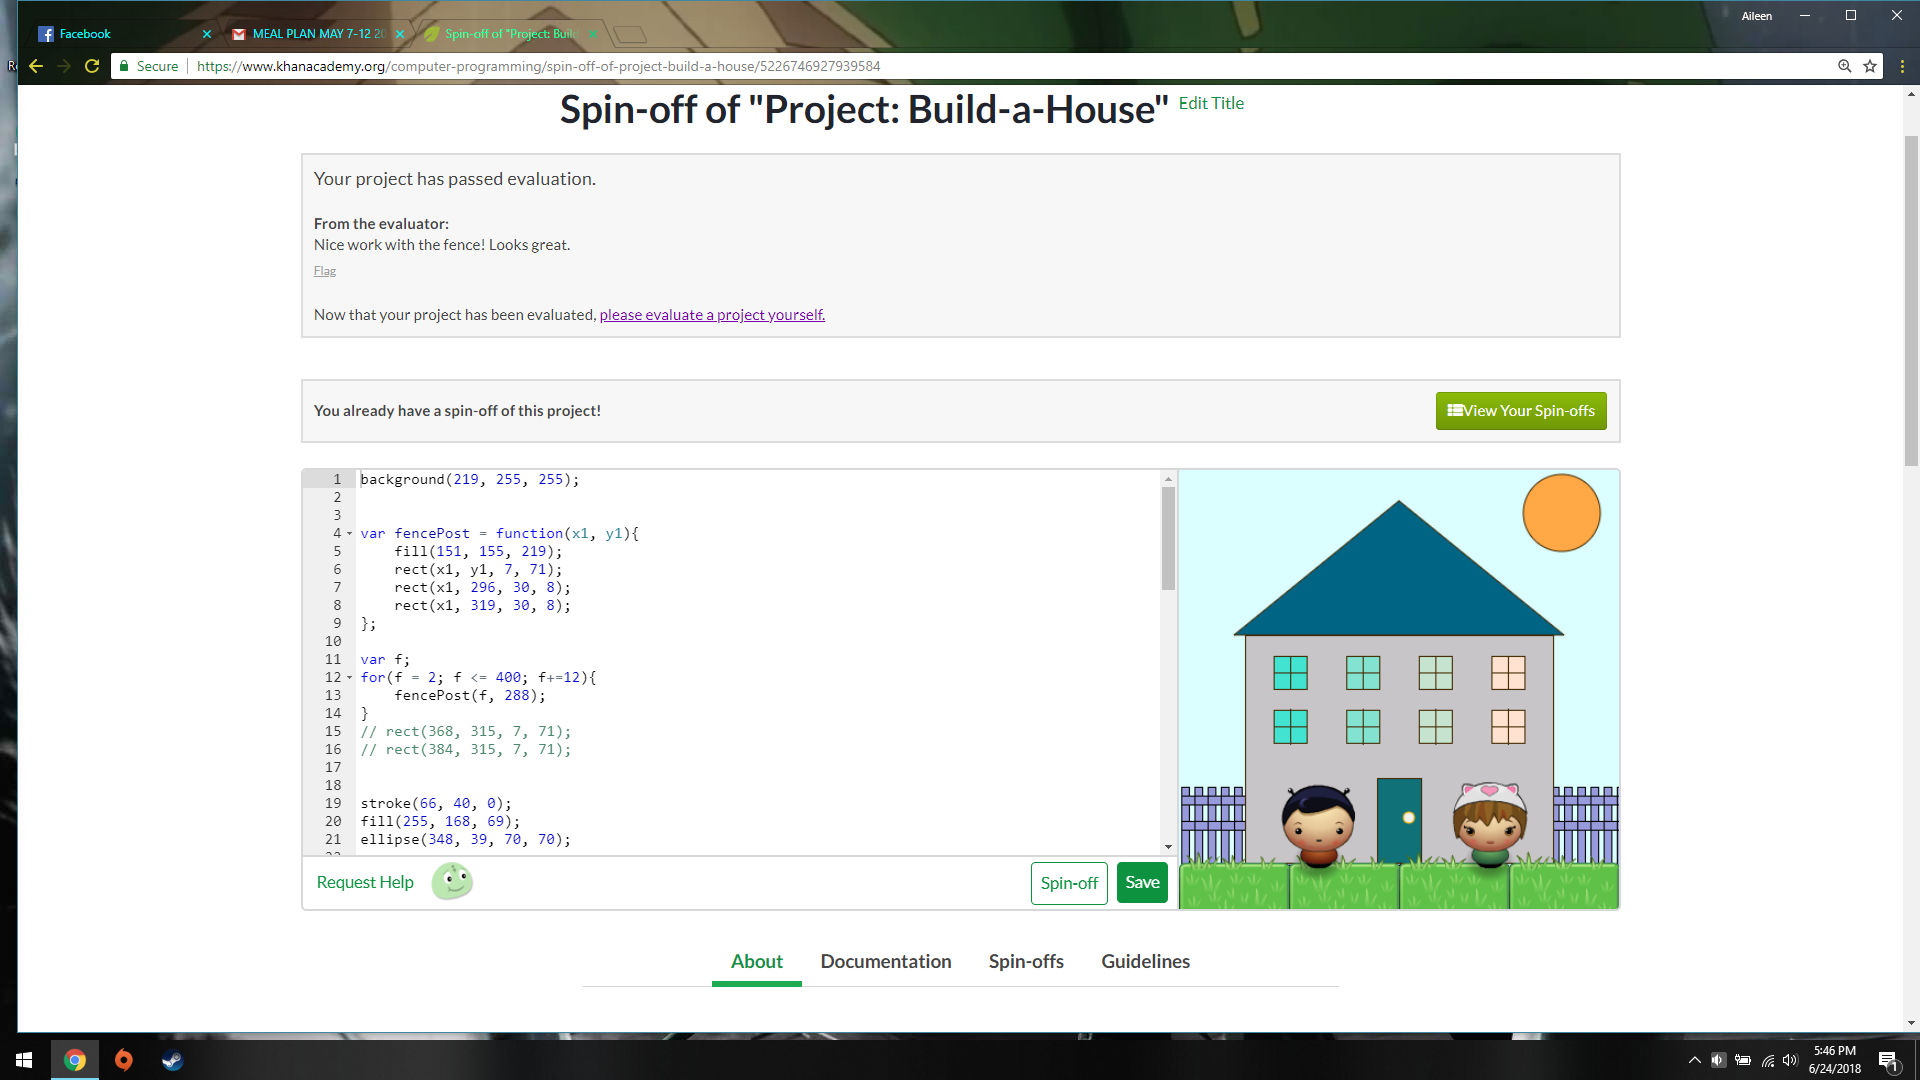 Aileen
Facebook
MEAL PLAN MAY 7-12 20
Spin-off of "Project: Build
Secure
https://www.khanacademy.org/computer-programming/spin-off-of-project-build-a-house/5226746927939584
Spin-off of "Project: Build-a-House" Edit Title
Your project has passed evaluation.
From the evaluator:
Nice work with the fence! Looks great.
Flag
Now that your project has been evaluated, please evaluate a project yourself.
You already have a spin-off of this project!
View Your Spin-offs
1 background(219, 255, 255);
2
3
4 var fencePost = function(x1, y1){
5 fill(151, 155, 219);
6 rect(x1, y1, 7, 71);
7 rect(x1, 296, 30, 8);
8 rect(x1, 319, 30, 8);
9 };
10
11 var f;
12 for(f = 2; f <= 400; f+=12){
13 fencePost(f, 288);
14 }
15 // rect(368, 315, 7, 71);
16 // rect(384, 315, 7, 71);
17
18
19 stroke(66, 40, 0);
20 fill(255, 168, 69);
21 ellipse(348, 39, 70, 70);
Request Help
Spin-off
Save
About Documentation Spin-offs Guidelines
5:46 PM
6/24/2018
1